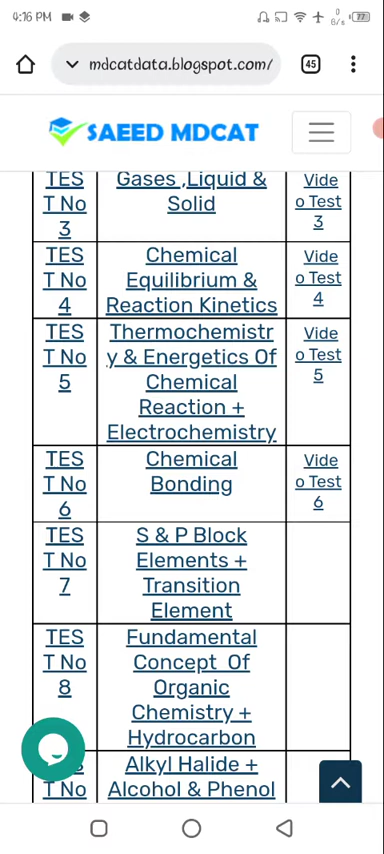 4:16 PM
0
B/s
77
mdcatdata.blogspot.com/
45
SAEED MDCAT
TES
T No
3
Gases ,Liquid &
Solid
Vide
o Test
3
TES
T No
4
Chemical
Equilibrium &
Reaction Kinetics
Vide
o Test
4
TES
T No
5
Thermochemistr
y & Energetics Of
Chemical
Reaction +
Electrochemistry
Vide
o Test
5
TES
T No
6
Chemical
Bonding
Vide
o Test
6
TES
T No
7
S & P Block
Elements +
Transition
Element
TES
T No
8
Fundamental
Concept Of
Organic
Chemistry +
Hydrocarbon
S
T No
Alkyl Halide +
Alcohol & Phenol